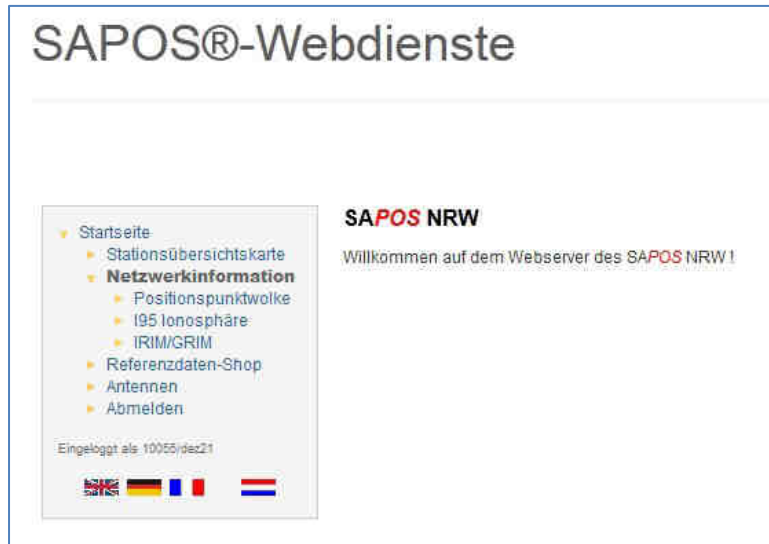 SAPOS®-Webdienste
Startseite
Stationsübersichtskarte
Netzwerkinformation
Positionspunktwolke
I95 Ionosphäre
IRIM/GRIM
Referenzdaten-Shop
Antennen
Abmelden
Eingeloggt als 10055/dez21
SAPOS NRW
Willkommen auf dem Webserver des SAPOS NRW !